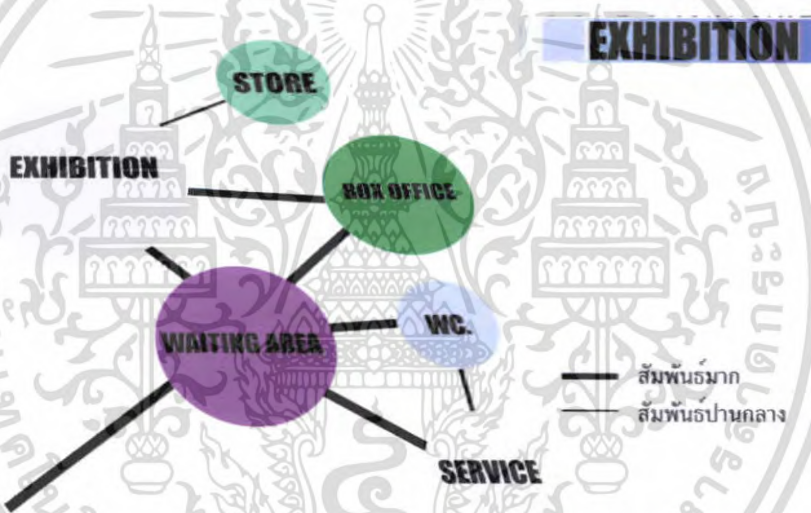 EXHIBITION
STORE
EXHIBITION
BOX OFFICE
WC.
WAITING AREA
สัมพันธ์มาก
สัมพันธ์ปานกลาง
SERVICE